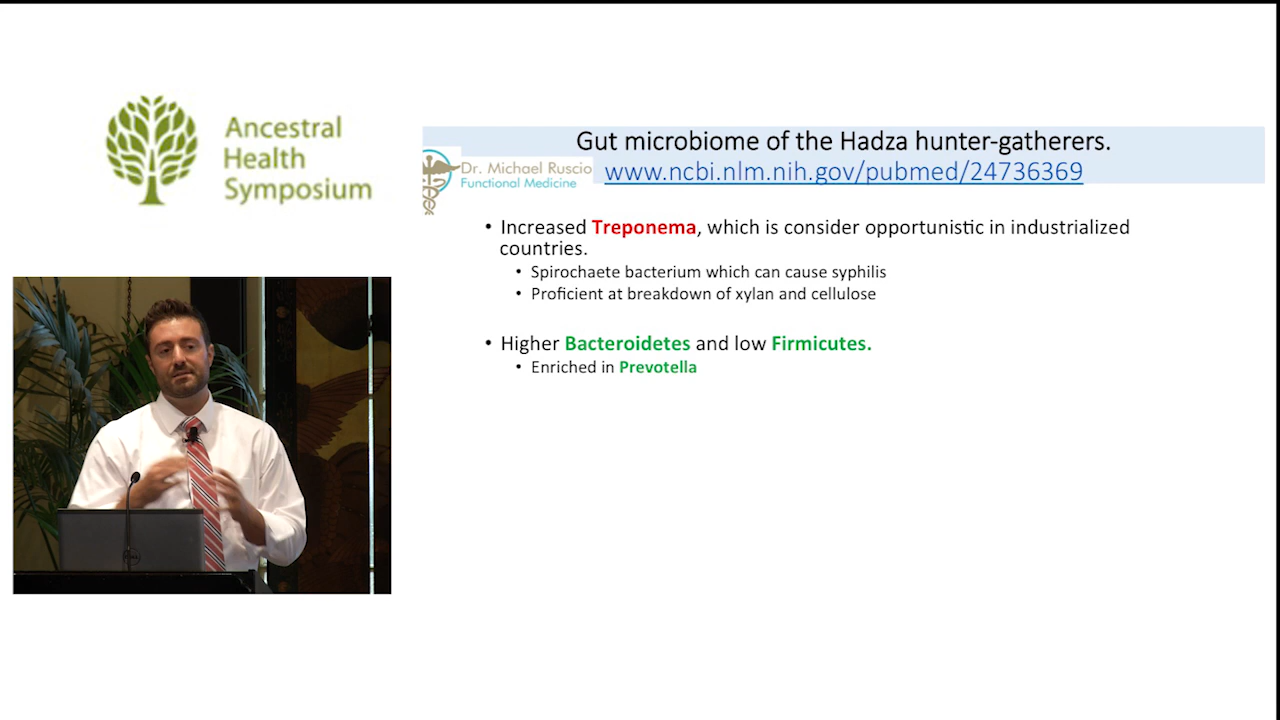 Ancestral
Health
Symposium
Gut microbiome of the Hadza hunter-gatherers.
Dr. Michael Ruscio
Functional Medicine
www.ncbi.nlm.nih.gov/pubmed/24736369
• Increased Treponema, which is consider opportunistic in industrialized
countries.
• Spirochaete bacterium which can cause syphilis
• Proficient at breakdown of xylan and cellulose
• Higher Bacteroidetes and low Firmicutes.
• Enriched in Prevotella